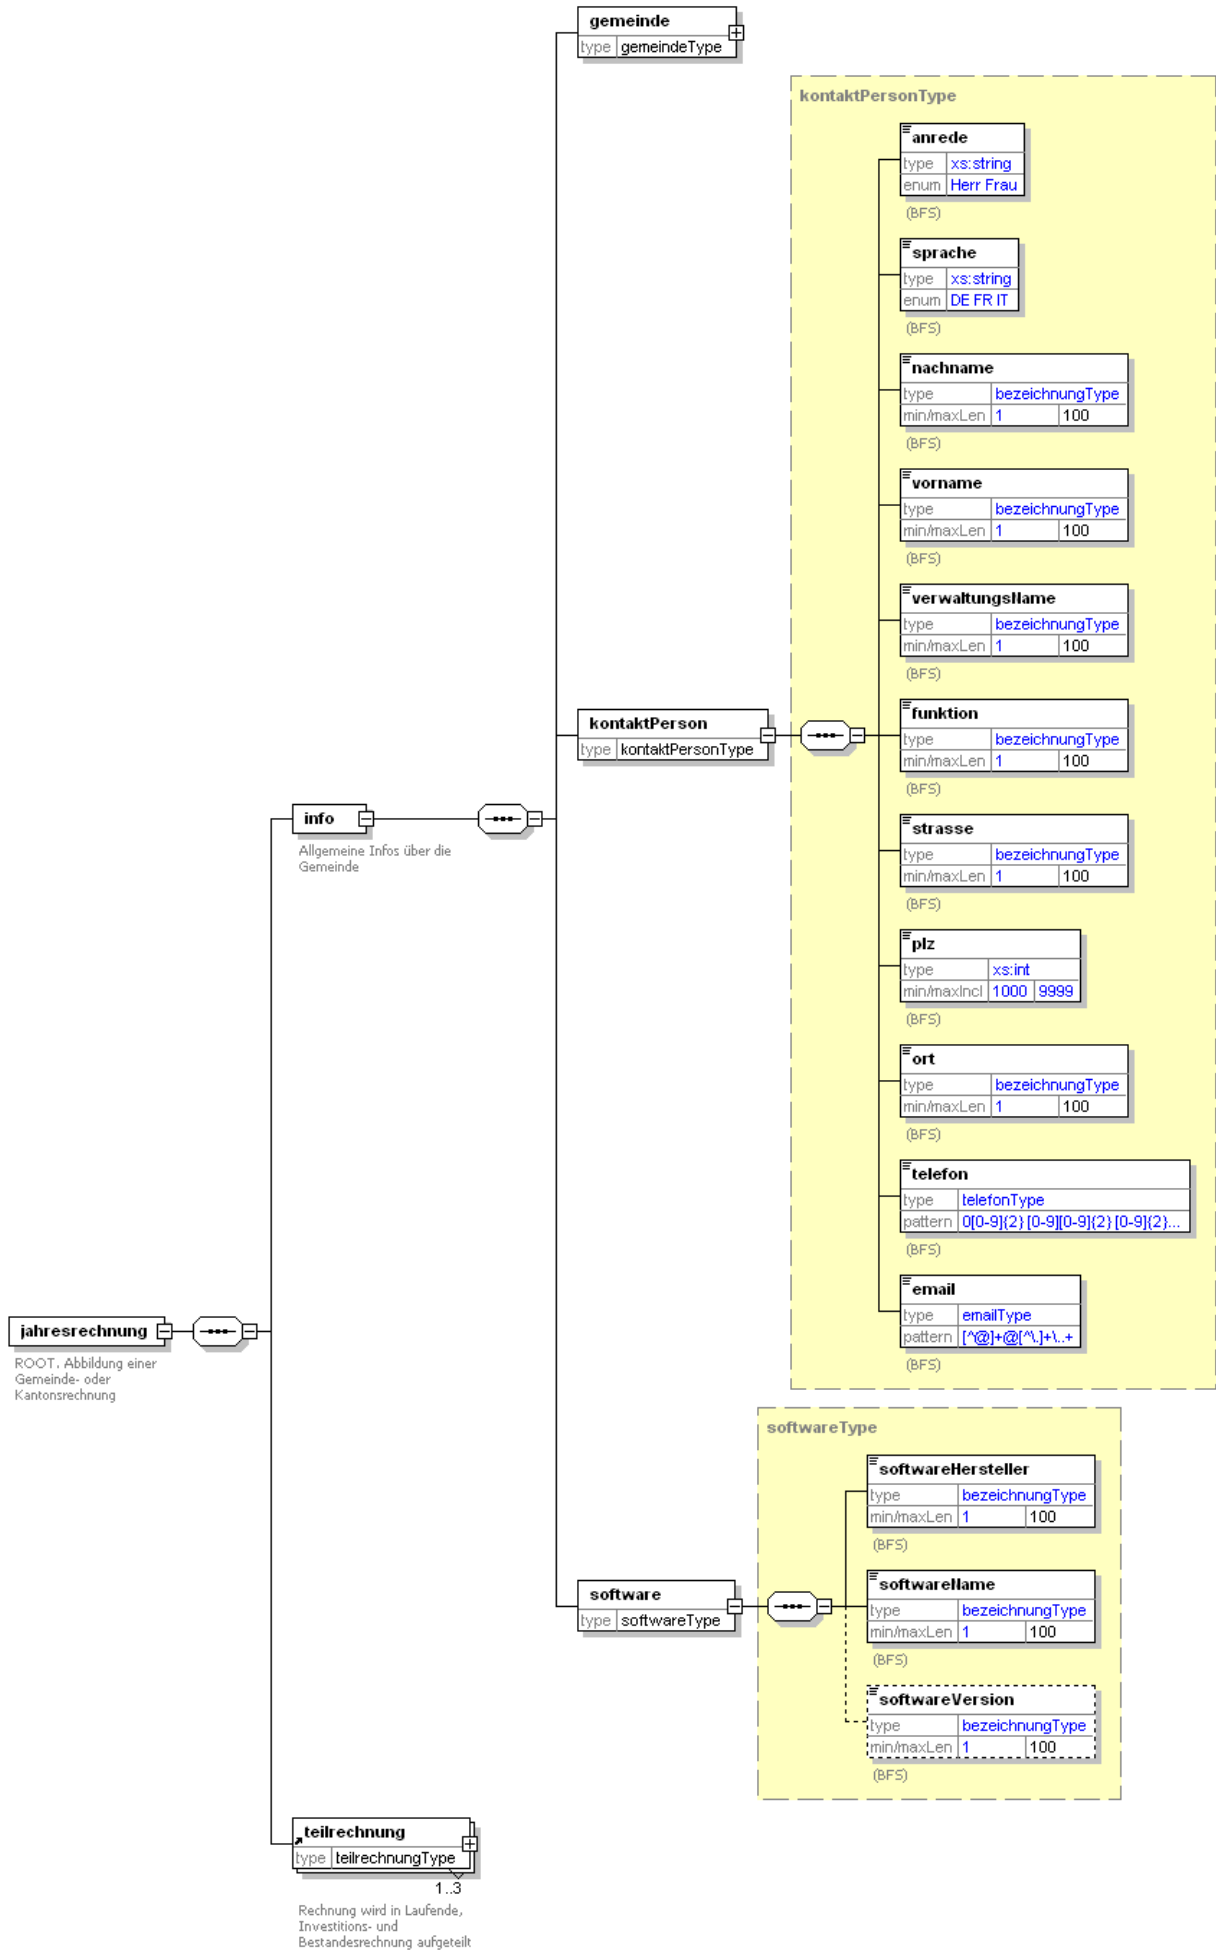 gemeinde
type gemeindeType
kontaktPersonType
anrede
type xs:string
enum Herr Frau
(BFS)
sprache
type xs:string
enum DE FR IT
(BFS)
nachname
type bezeichnungType
min/maxLen 1 100
(BFS)
vorname
type bezeichnungType
min/maxLen 1 100
(BFS)
verwaltungsName
type bezeichnungType
min/maxLen 1 100
(BFS)
funktion
type bezeichnungType
min/maxLen 1 100
(BFS)
kontaktPerson
type kontaktPersonType
info
Allgemeine Infos über die
Gemeinde
strasse
type bezeichnungType
min/maxLen 1 100
(BFS)
plz
type xs:int
min/maxIncl 1000 9999
(BFS)
ort
type bezeichnungType
min/maxLen 1 100
(BFS)
telefon
type telefonType
pattern 0[0-9]{2} [0-9][0-9]{2} [0-9]{2}...
(BFS)
email
type emailType
pattern [^@]+@[^\.]+\..+
(BFS)
jahresrechnung
ROOT. Abbildung einer
Gemeinde- oder
Kantonsrechnung
softwareType
softwareHersteller
type bezeichnungType
min/maxLen 1 100
(BFS)
softwareName
type bezeichnungType
min/maxLen 1 100
(BFS)
software
type softwareType
softwareVersion
type bezeichnungType
min/maxLen 1 100
(BFS)
teilrechnung
type teilrechnungType
1..3
Rechnung wird in Laufende,
Investitions- und
Bestandesrechnung aufgeteilt